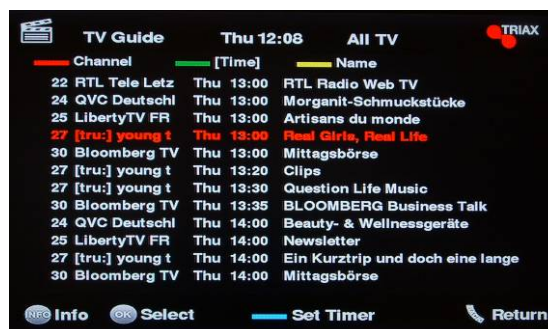 TV Guide Thu 12:08 All TV TRIAX
Channel [Time] Name
22 RTL Tele Letz Thu 13:00 RTL Radio Web TV
24 QVC Deutschl Thu 13:00 Morganit-Schmuckstücke
25 LibertyTV FR Thu 13:00 Artisans du monde
27 [tru:] young t Thu 13:00 Real Girls, Real Life
30 Bloomberg TV Thu 13:00 Mittagsbörse
27 [tru:] young t Thu 13:20 Clips
27 [tru:] young t Thu 13:30 Question Life Music
30 Bloomberg TV Thu 13:35 BLOOMBERG Business Talk
24 QVC Deutschl Thu 14:00 Beauty- & Wellnessgeräte
25 LibertyTV FR Thu 14:00 Newsletter
27 [tru:] young t Thu 14:00 Ein Kurztrip und doch eine lange
30 Bloomberg TV Thu 14:00 Mittagsbörse
INFO Info OK Select Set Timer Return